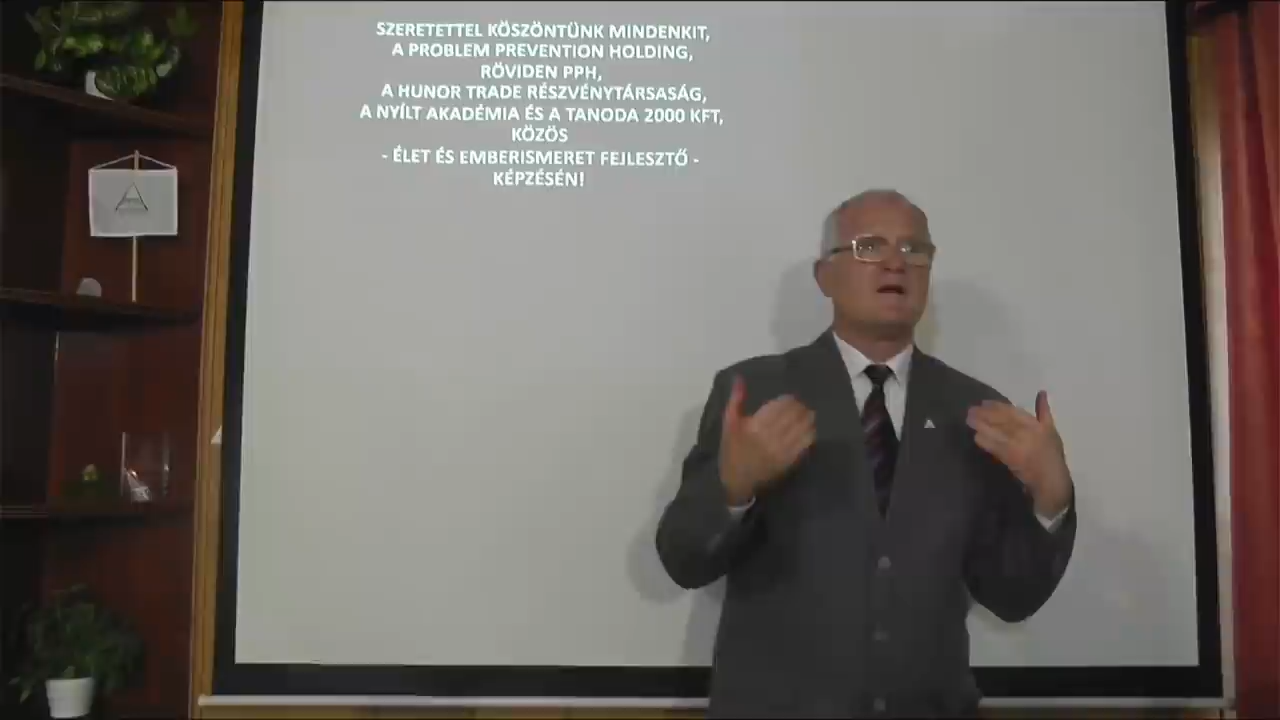 SZERETETTEL KÖSZÖNTÜNK MINDENKIT,
A PROBLEM PREVENTION HOLDING,
RÖVIDEN PPH,
A HUNOR TRADE RÉSZVÉNYTÁRSASÁG,
A NYÍLT AKADÉMIA ÉS A TANODA 2000 KFT,
KÖZÖS
- ÉLET ÉS EMBERISMERET FEJLESZTŐ -
KÉPZÉSÉN!